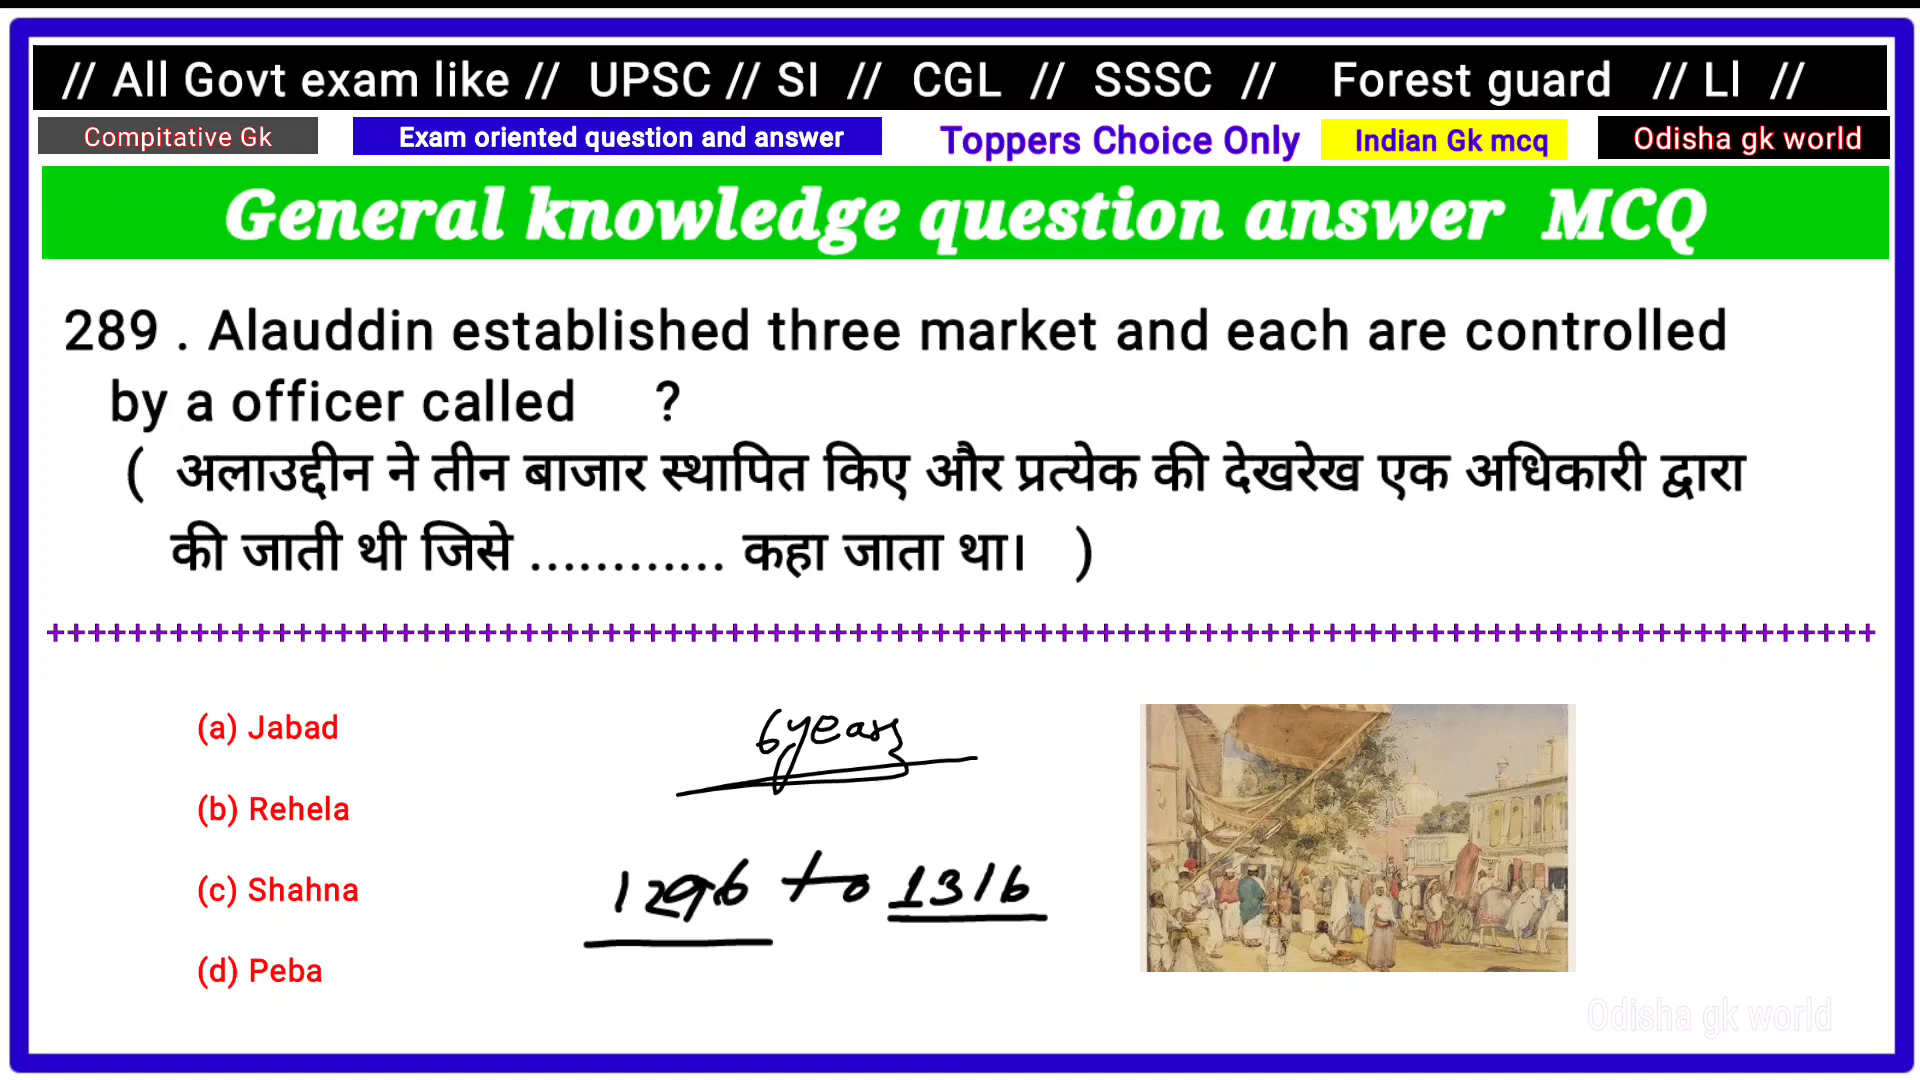 // All Govt exam like // UPSC // SI // CGL // SSSC // Forest guard // Ll //
Compitative Gk Exam oriented question and answer Toppers Choice Only Indian Gk mcq Odisha gk world
General knowledge question answer MCQ
289 . Alauddin established three market and each are controlled
by a officer called ?
( अलाउद्दीन ने तीन बाजार स्थापित किए और प्रत्येक की देखरेख एक अधिकारी द्वारा
की जाती थी जिसे ............ कहा जाता था। )
++++++++++++++++++++++++++++++++++++++++++++++++++++++++++++++++++++++++++++++++++++++++++
(a) Jabad
6 years
(b) Rehela
(c) Shahna
1296 to 1316
(d) Peba
Odisha gk world